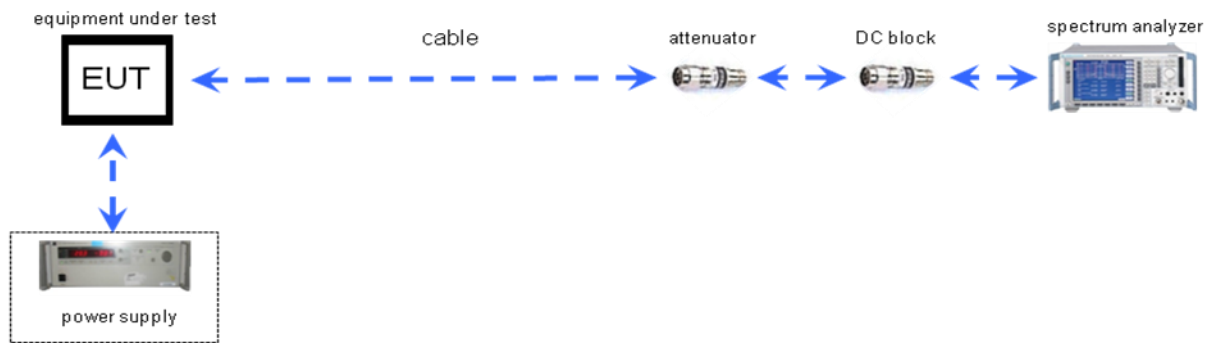 equipment under test
EUT
cable
attenuator
DC block
spectrum analyzer
power supply